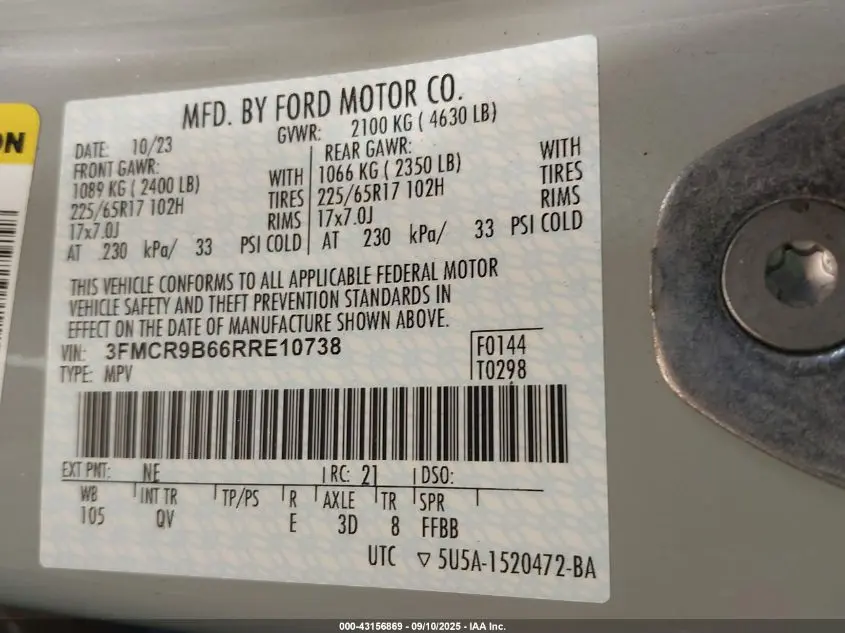 ON
MFD. BY FORD MOTOR CO.
DATE: 10/23 GVWR: 2100 KG ( 4630 LB)
FRONT GAWR: REAR GAWR:
1089 KG ( 2400 LB) WITH 1066 KG ( 2350 LB) WITH
225/65R17 102H TIRES 225/65R17 102H TIRES
17x7.0J RIMS 17x7.0J RIMS
AT 230 kPa/ 33 PSI COLD AT 230 kPa/ 33 PSI COLD
THIS VEHICLE CONFORMS TO ALL APPLICABLE FEDERAL MOTOR
VEHICLE SAFETY AND THEFT PREVENTION STANDARDS IN
EFFECT ON THE DATE OF MANUFACTURE SHOWN ABOVE.
VIN: 3FMCR9B66RRE10738 F0144
TYPE: MPV T0298
EXT PNT: NE RC: 21 DSO:
WB INT TR TP/PS R AXLE TR SPR
105 QV E 3D 8 FFBB
UTC ▽ 5U5A-1520472-BA
000-43156869 - 09/10/2025 - IAA Inc.